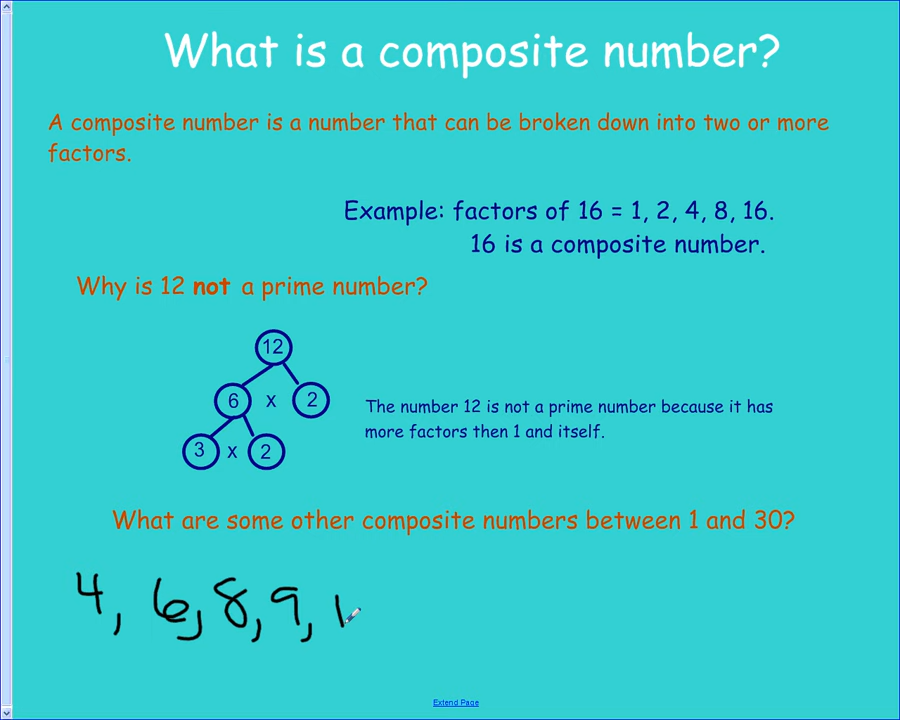 What is a composite number?
A composite number is a number that can be broken down into two or more
factors.
Example: factors of 16 = 1, 2, 4, 8, 16.
16 is a composite number.
Why is 12 not a prime number?
12
6 x 2
The number 12 is not a prime number because it has
more factors then 1 and itself.
3 x 2
What are some other composite numbers between 1 and 30?
4, 6, 8, 9, 1
Extend Page